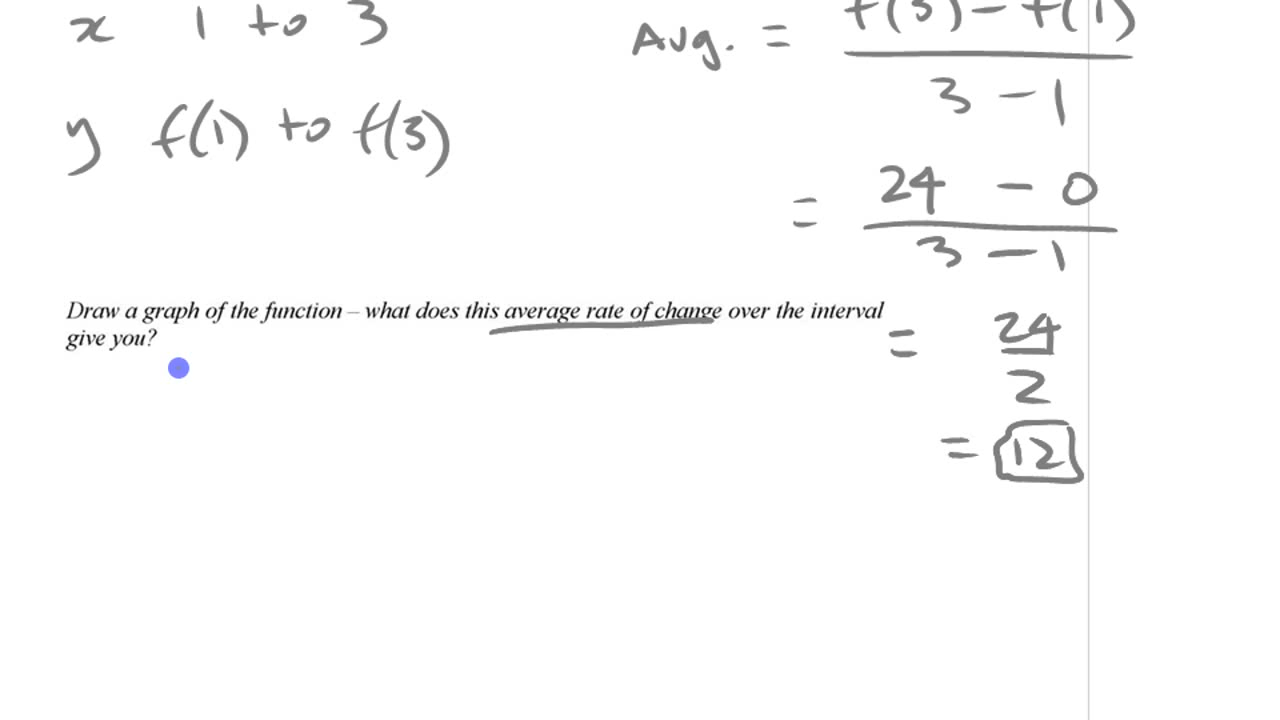 x 1 to 3
y f(1) to f(3)
Avg. = f(3) - f(1)
3 - 1
= 24 - 0
3 - 1
Draw a graph of the function – what does this average rate of change over the interval
give you?
= 24
2
= 12